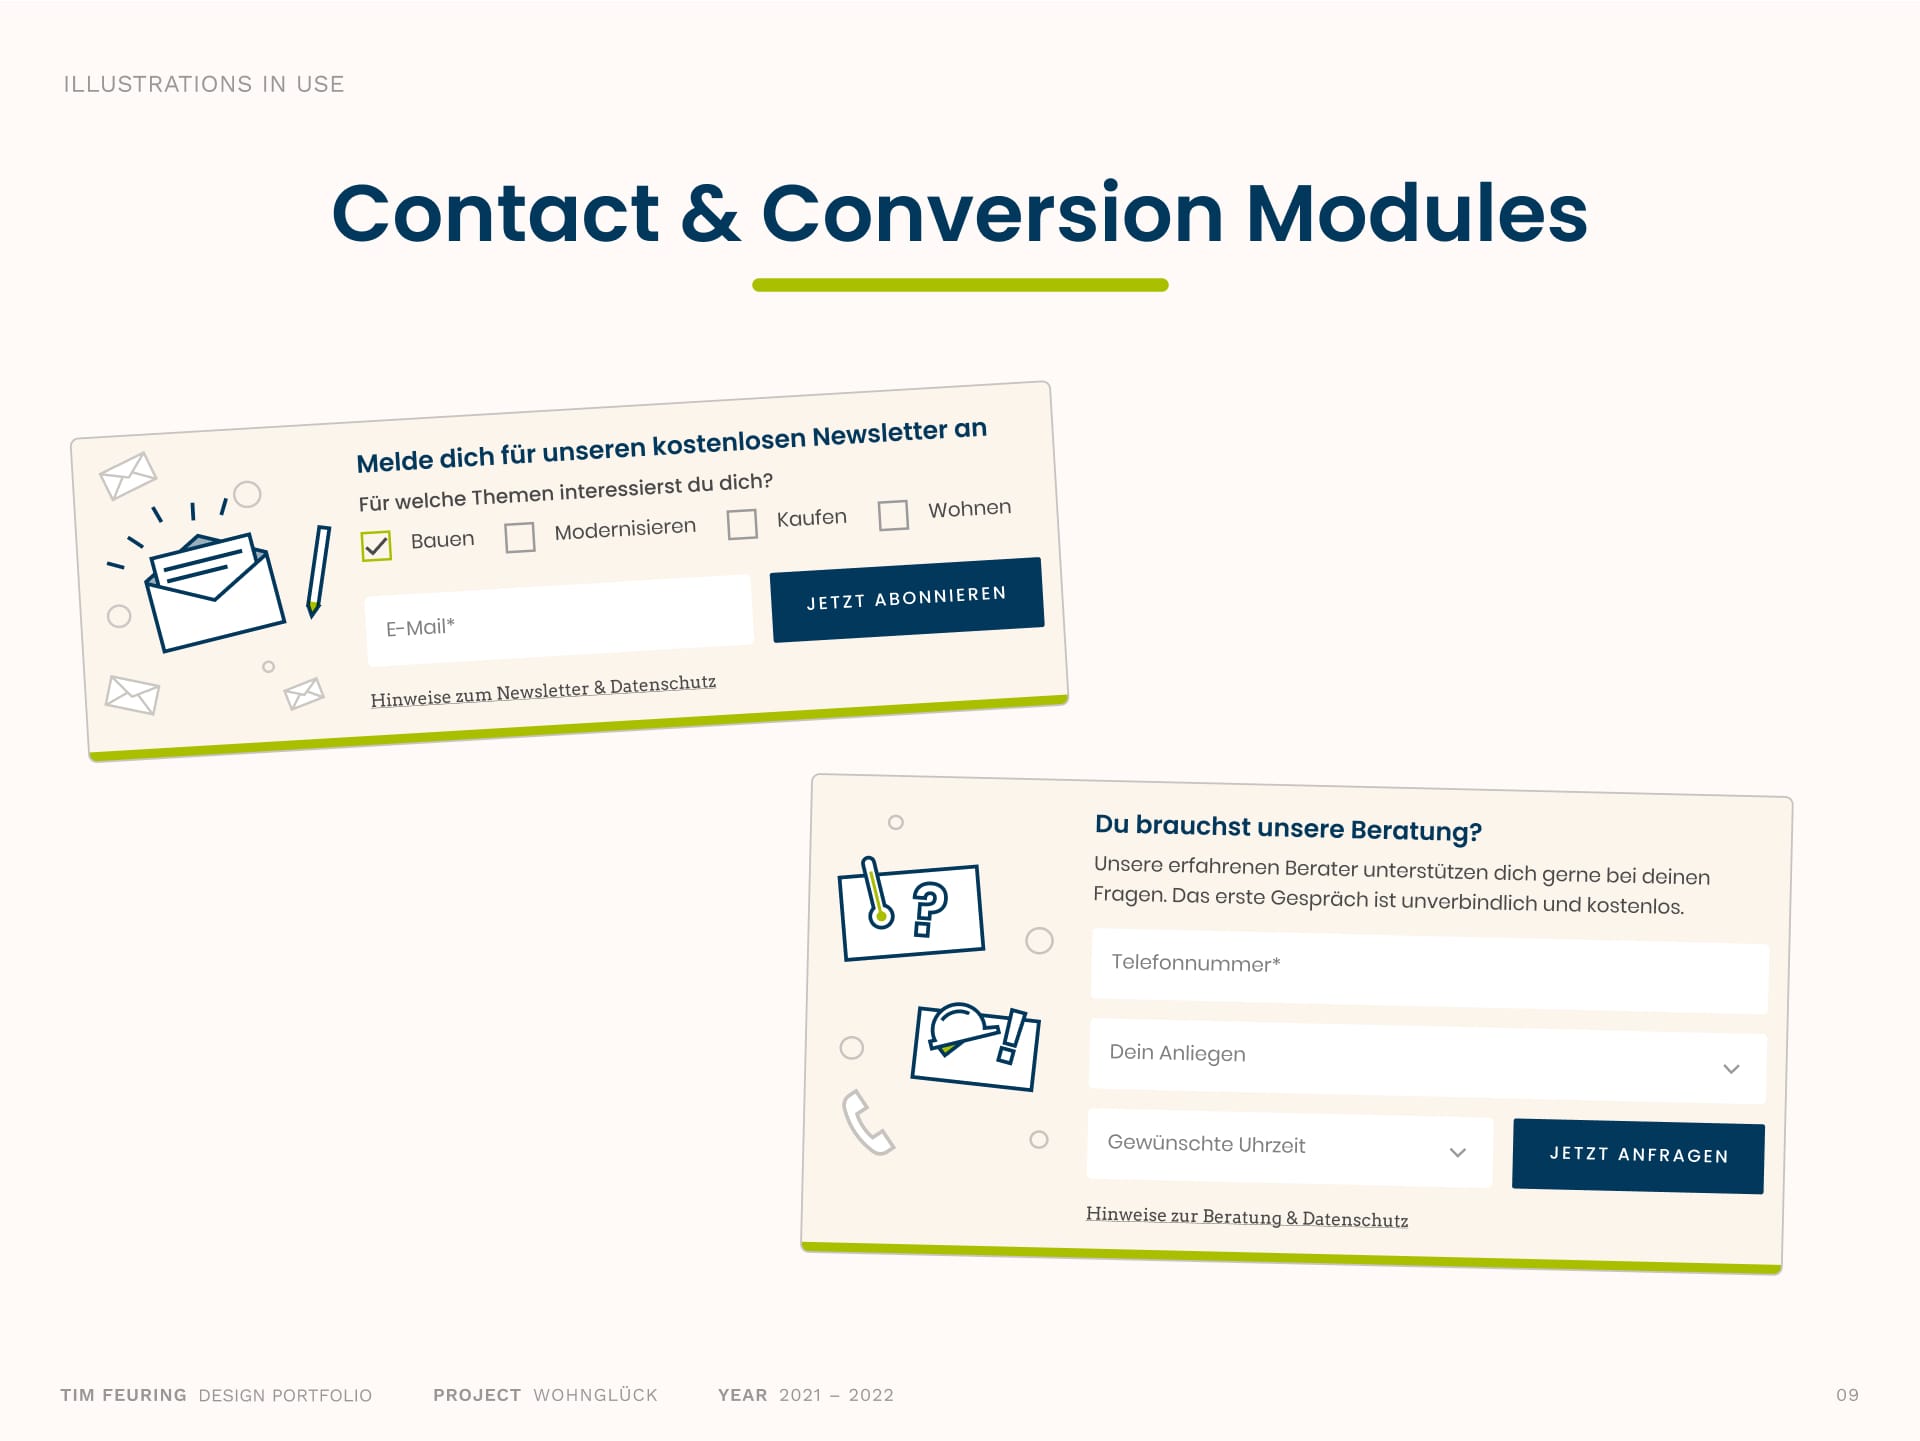 ILLUSTRATIONS IN USE
Contact & Conversion Modules
Melde dich für unseren kostenlosen Newsletter an
Für welche Themen interessierst du dich?
Bauen Modernisieren Kaufen Wohnen
E-Mail* JETZT ABONNIEREN
Hinweise zum Newsletter & Datenschutz
Du brauchst unsere Beratung?
Unsere erfahrenen Berater unterstützen dich gerne bei deinen
Fragen. Das erste Gespräch ist unverbindlich und kostenlos.
?
Telefonnummer*
!
Dein Anliegen
Gewünschte Uhrzeit JETZT ANFRAGEN
Hinweise zur Beratung & Datenschutz
TIM FEURING DESIGN PORTFOLIO PROJECT WOHNGLÜCK YEAR 2021 – 2022 09